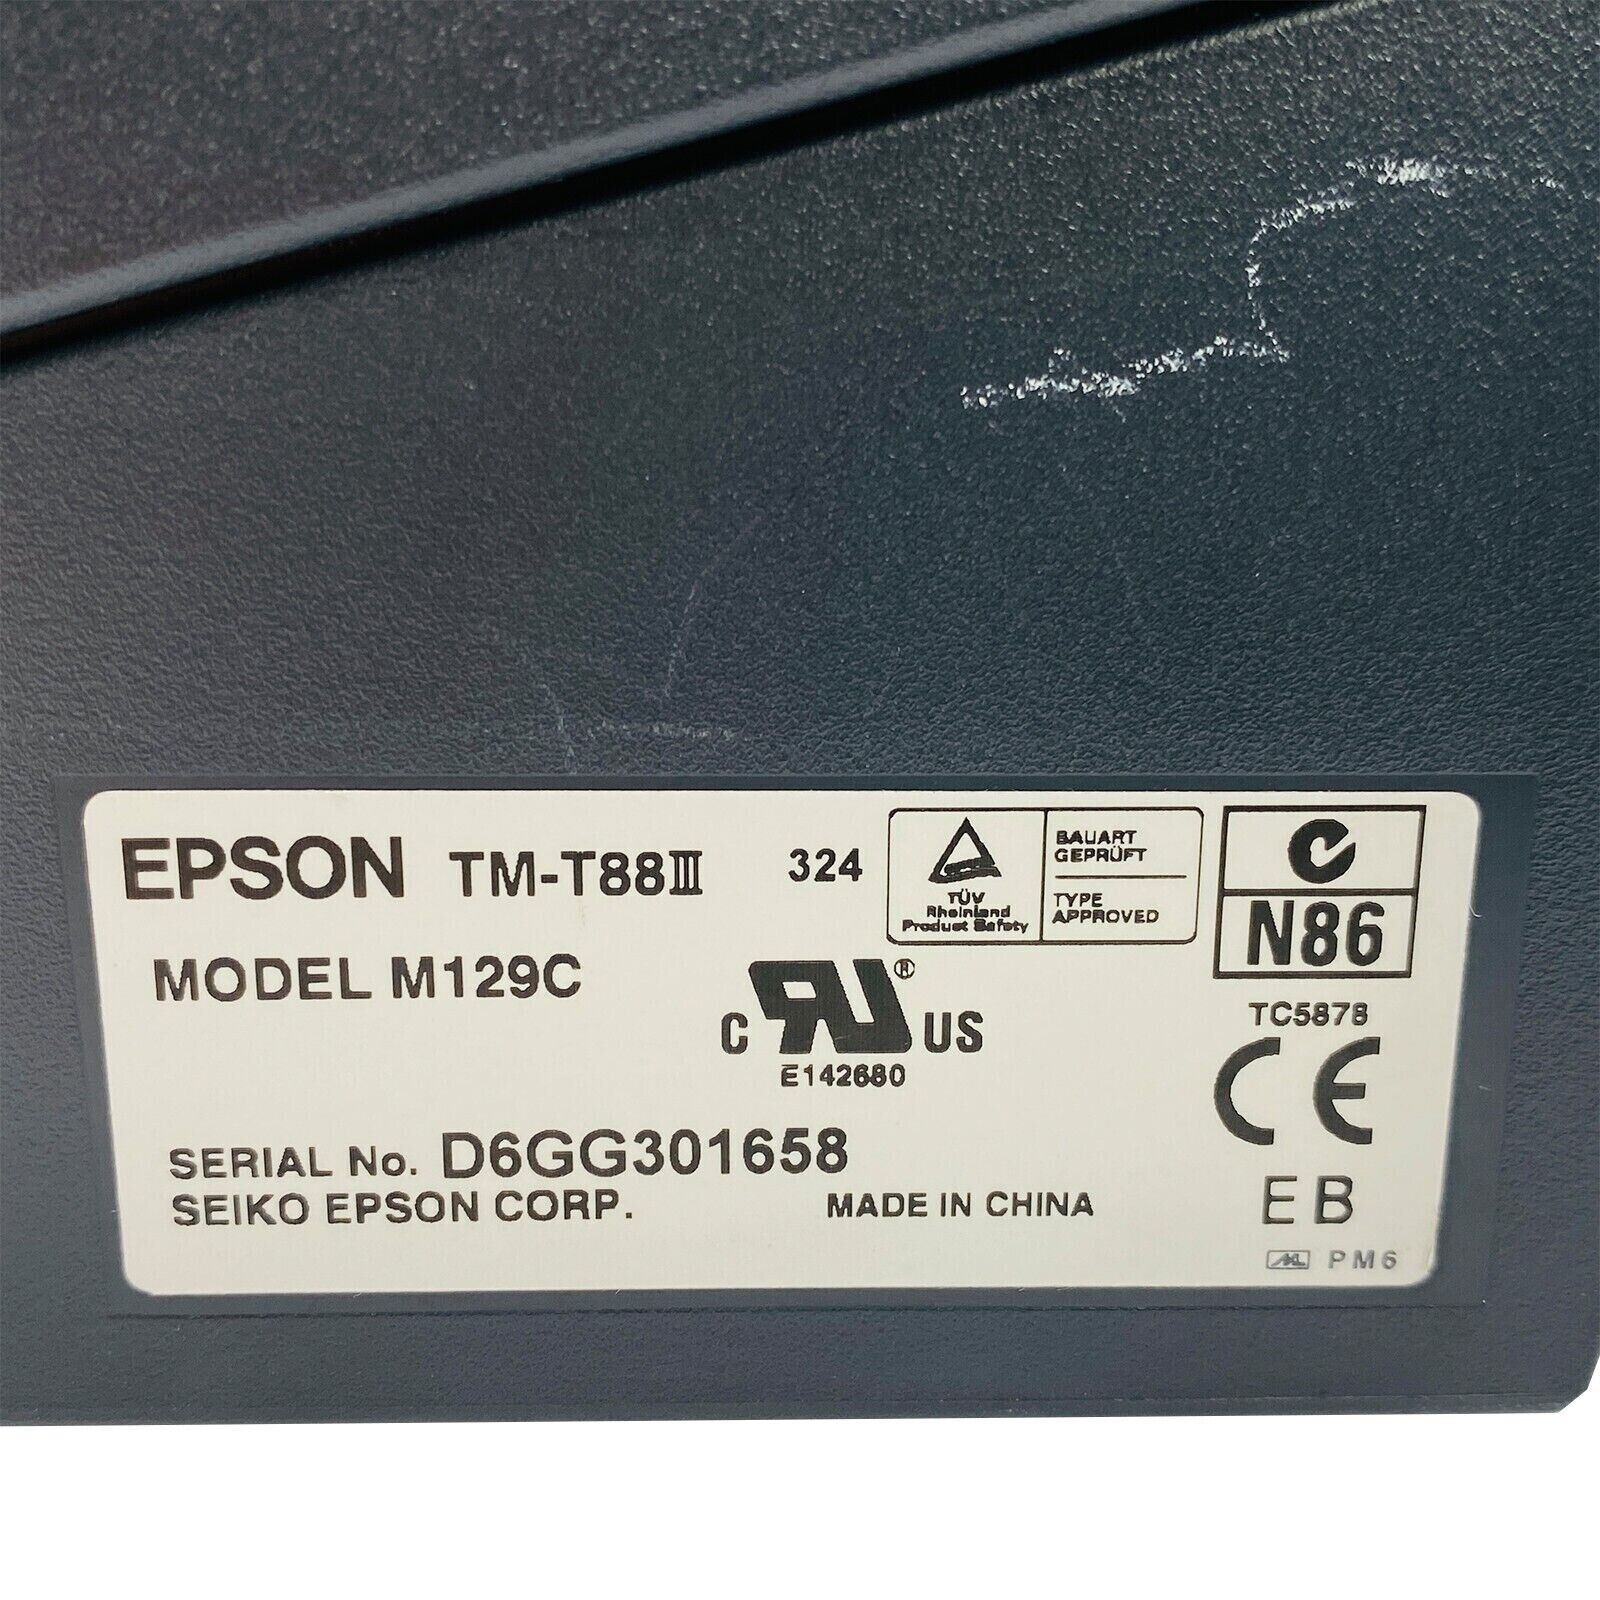 EPSON TM-T88III 324
TÜV
Rheinland
Product Safety
BAUART
GEPRÜFT
TYPE
APPROVED
N86
MODEL M129C
C RU® US
E142680
TC5878
CE
SERIAL No. D6GG301658
SEIKO EPSON CORP. MADE IN CHINA
EB
PM6